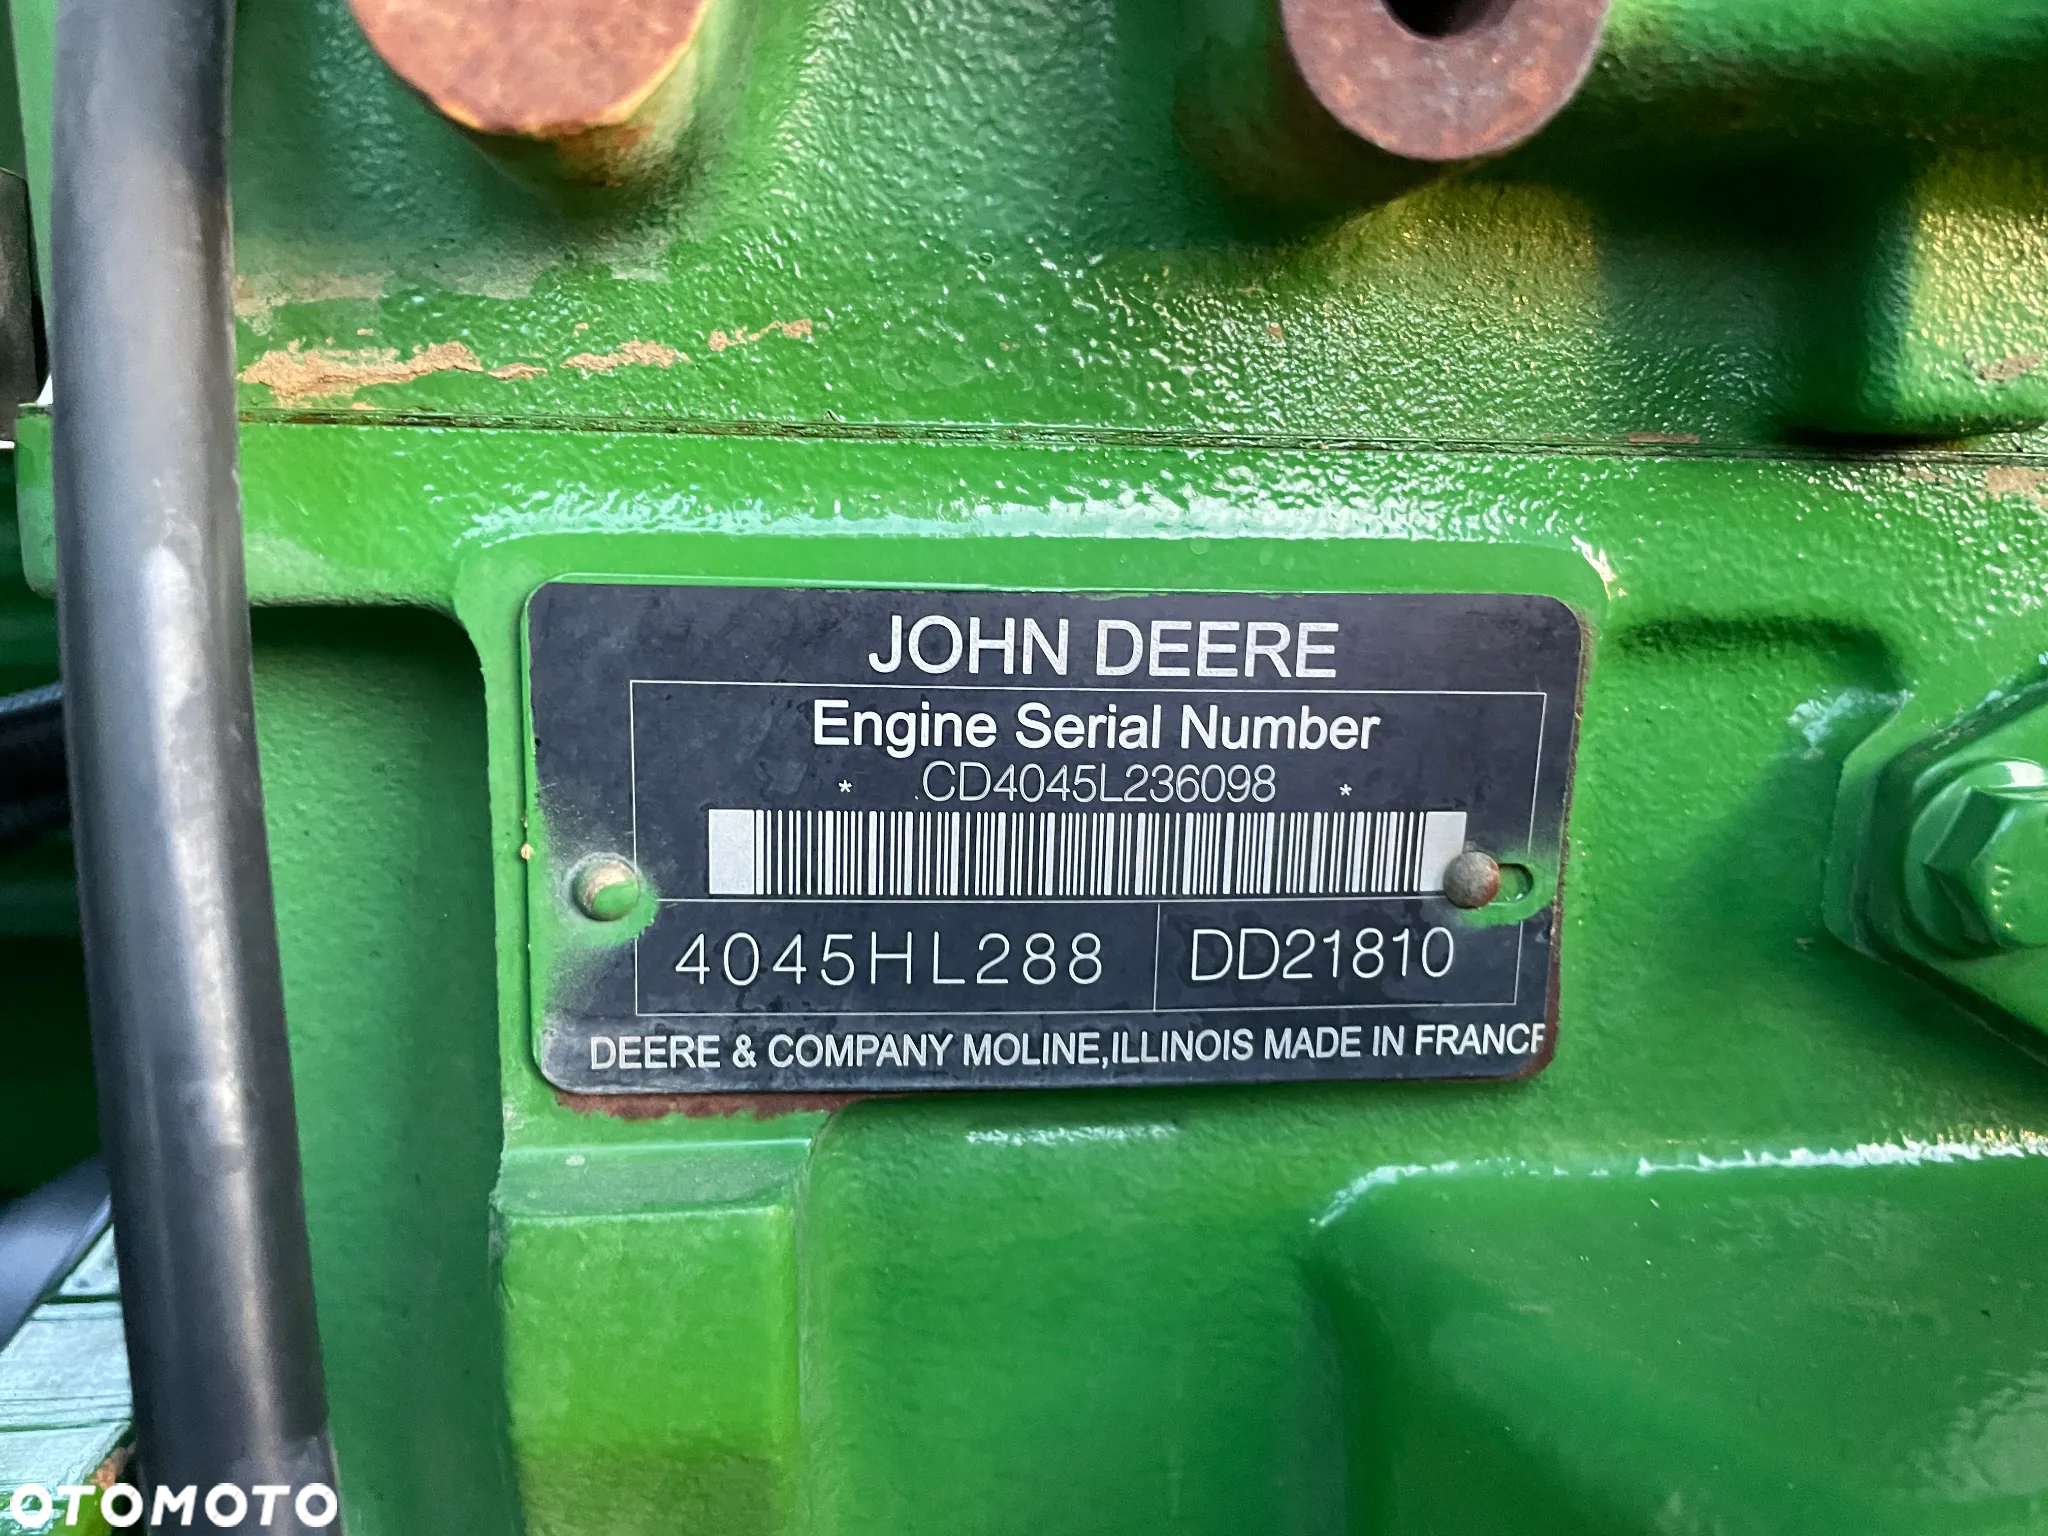 JOHN DEERE
Engine Serial Number
* CD4045L236098 *
4045HL288 DD21810
DEERE & COMPANY MOLINE,ILLINOIS MADE IN FRANCE
OTOMOTO